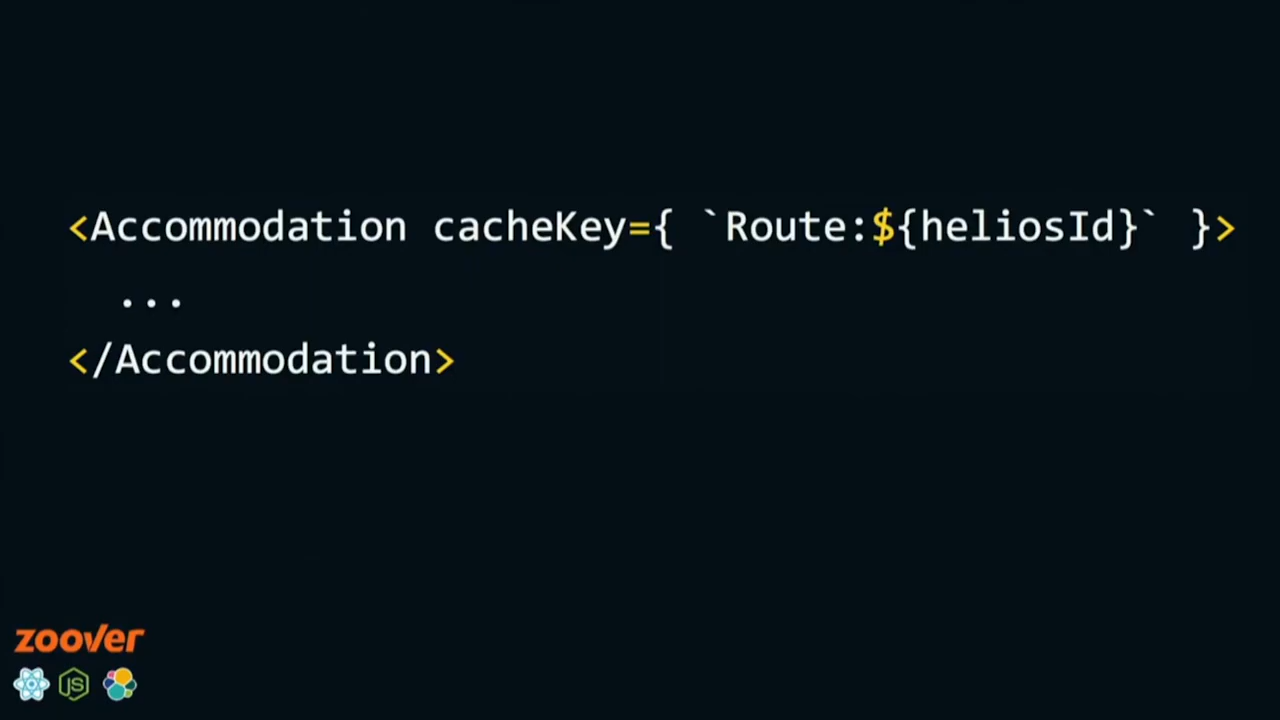 <Accommodation cacheKey={ `Route:${heliosId}` }>
...
</Accommodation>
zoover
JS